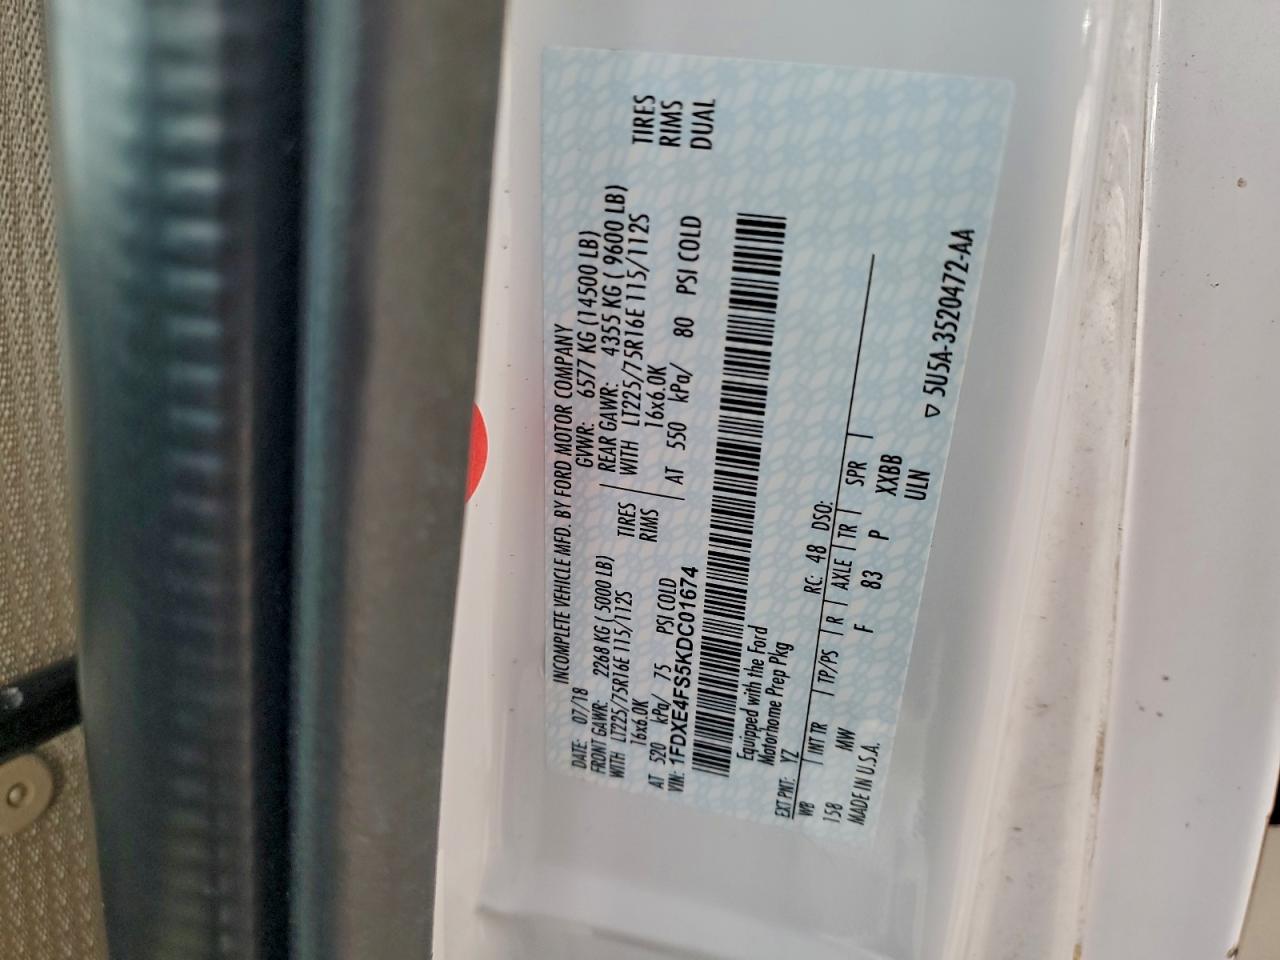 INCOMPLETE VEHICLE MFD. BY FORD MOTOR COMPANY
DATE: 07/18 GVWR: 6577 KG (14500 LB)
FRONT GAWR: 2268 KG (5000 LB) REAR GAWR: 4355 KG (9600 LB)
WITH LT225/75R16E 115/112S TIRES WITH LT225/75R16E 115/112S TIRES
16x6.0K RIMS 16x6.0K RIMS
AT 520 kPa/ 75 PSI COLD AT 550 kPa/ 80 PSI COLD DUAL
VIN: 1FDXE4FS5KDC01674
Equipped with the Ford
Motorhome Prep Pkg
EXT PNT: YZ RC: 48 DSO:
WB INT TR TP/PS R AXLE TR SPR
158 MW F 83 P XXBB
MADE IN U.S.A. ULN
▽ 5U5A-3520472-AA